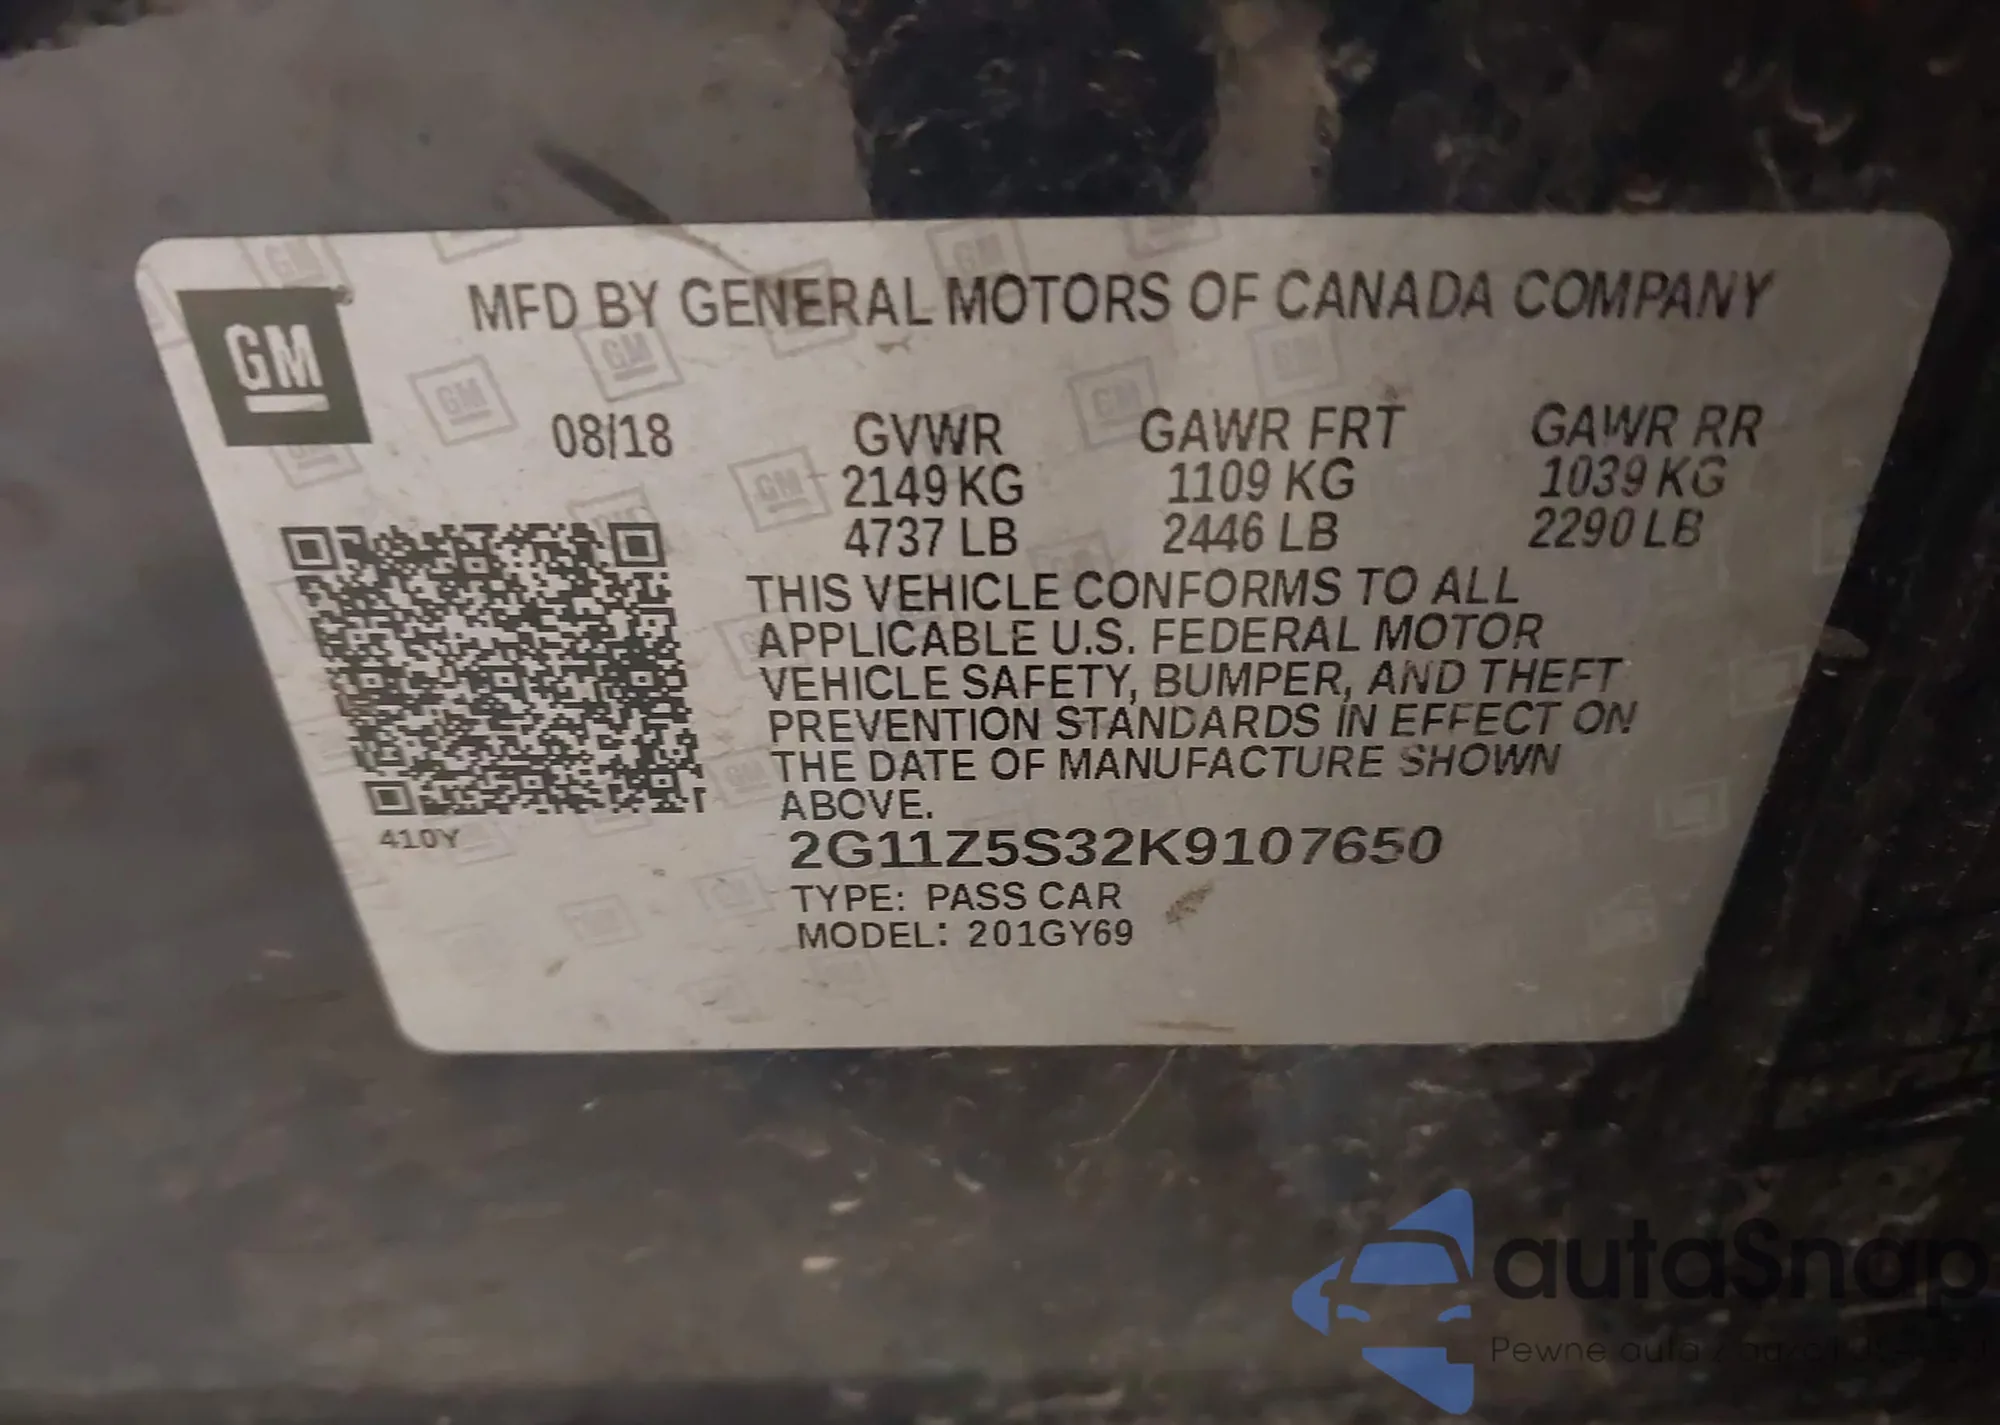 MFD BY GENERAL MOTORS OF CANADA COMPANY
GM
08/18 GVWR GAWR FRT GAWR RR
2149 KG 1109 KG 1039 KG
4737 LB 2446 LB 2290 LB
THIS VEHICLE CONFORMS TO ALL
APPLICABLE U.S. FEDERAL MOTOR
VEHICLE SAFETY, BUMPER, AND THEFT
PREVENTION STANDARDS IN EFFECT ON
THE DATE OF MANUFACTURE SHOWN
ABOVE.
410Y
2G11Z5S32K9107650
TYPE: PASS CAR
MODEL: 201GY69
autaSnap
Pewne auta z